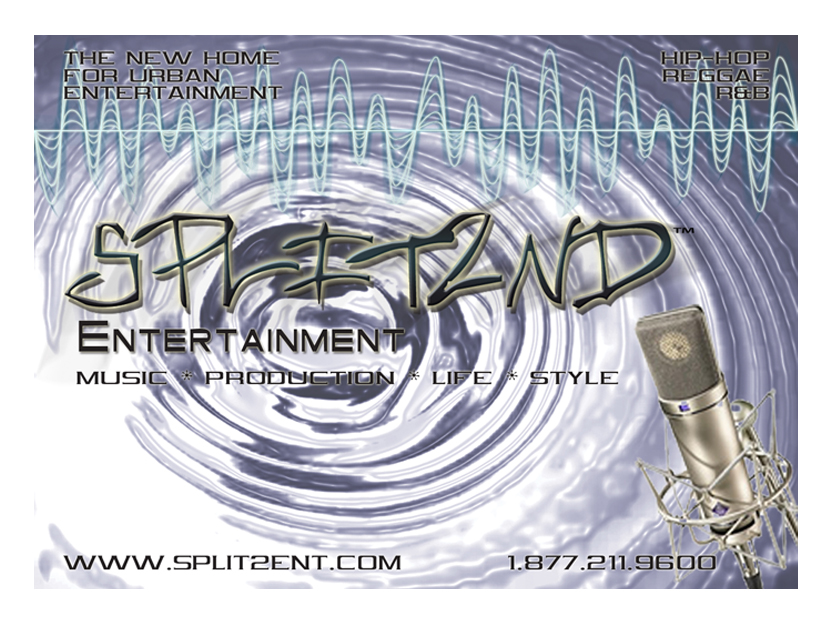 THE NEW HOME
FOR URBAN
ENTERTAINMENT
HIP-HOP
REGGAE
R&B
SPLIT2ND™
ENTERTAINMENT
MUSIC * PRODUCTION * LIFE * STYLE
WWW.SPLIT2ENT.COM
1.877.211.9600